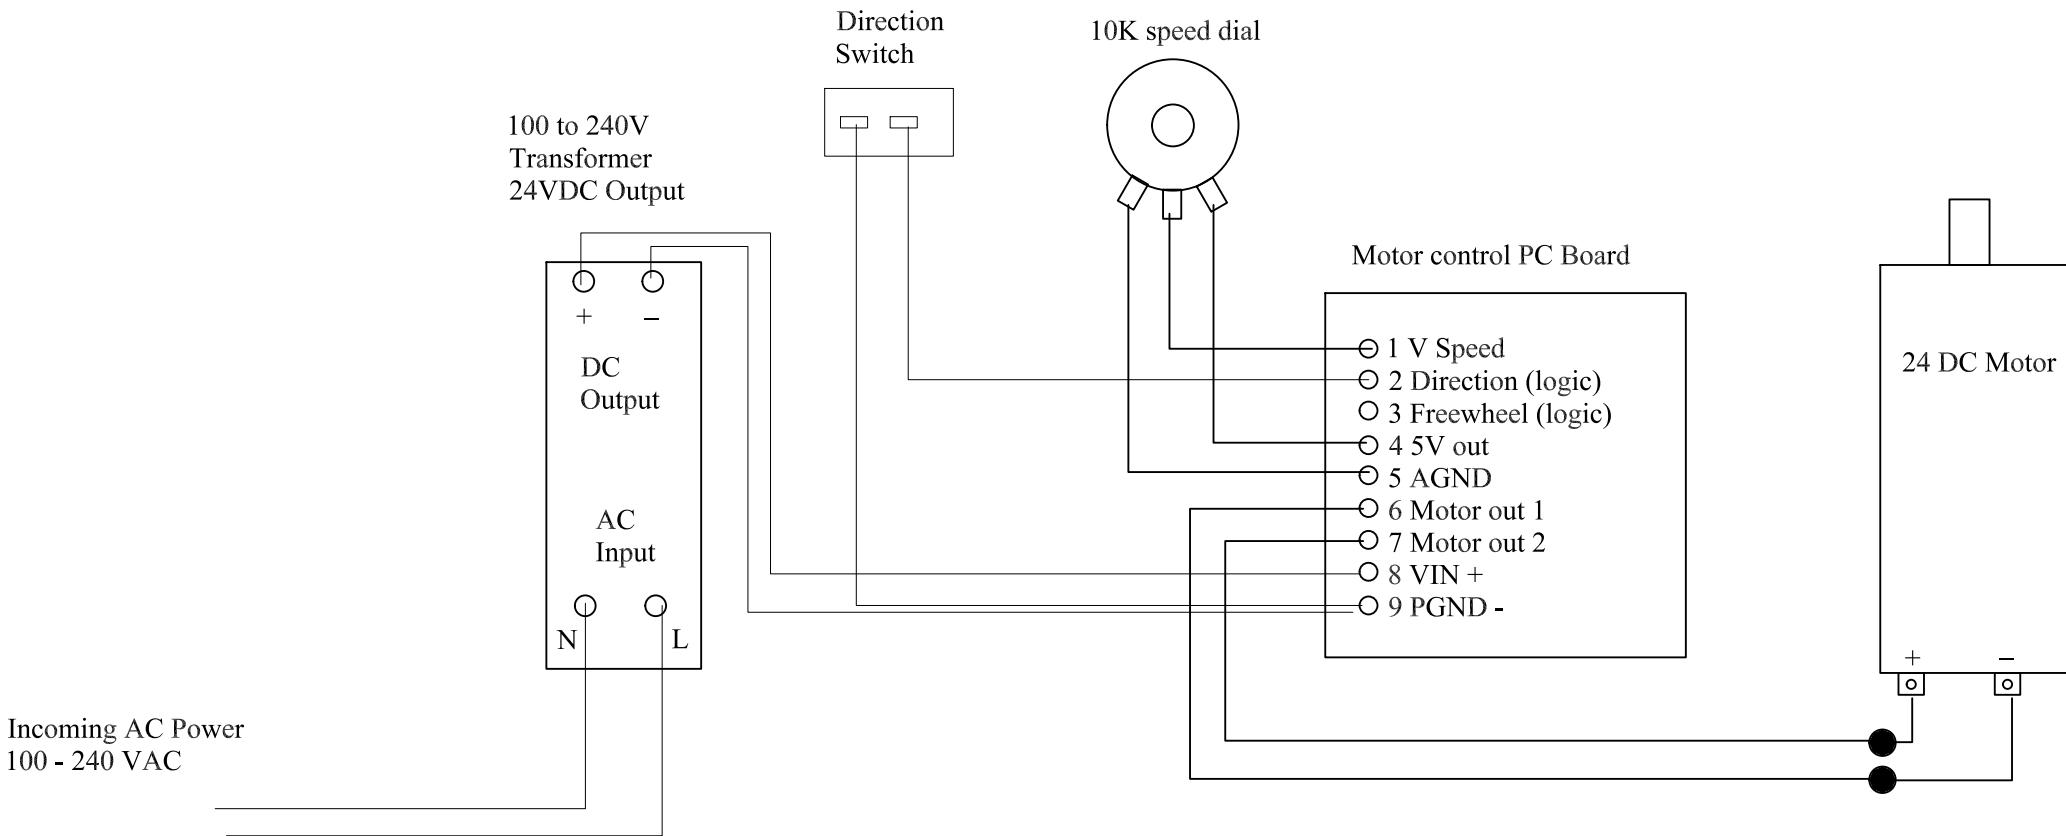 Direction
Switch
10K speed dial
100 to 240V
Transformer
24VDC Output
Motor control PC Board
+ –
DC
Output
AC
Input
N L
1 V Speed
2 Direction (logic)
3 Freewheel (logic)
4 5V out
5 AGND
6 Motor out 1
7 Motor out 2
8 VIN +
9 PGND -
24 DC Motor
+ –
Incoming AC Power
100 - 240 VAC